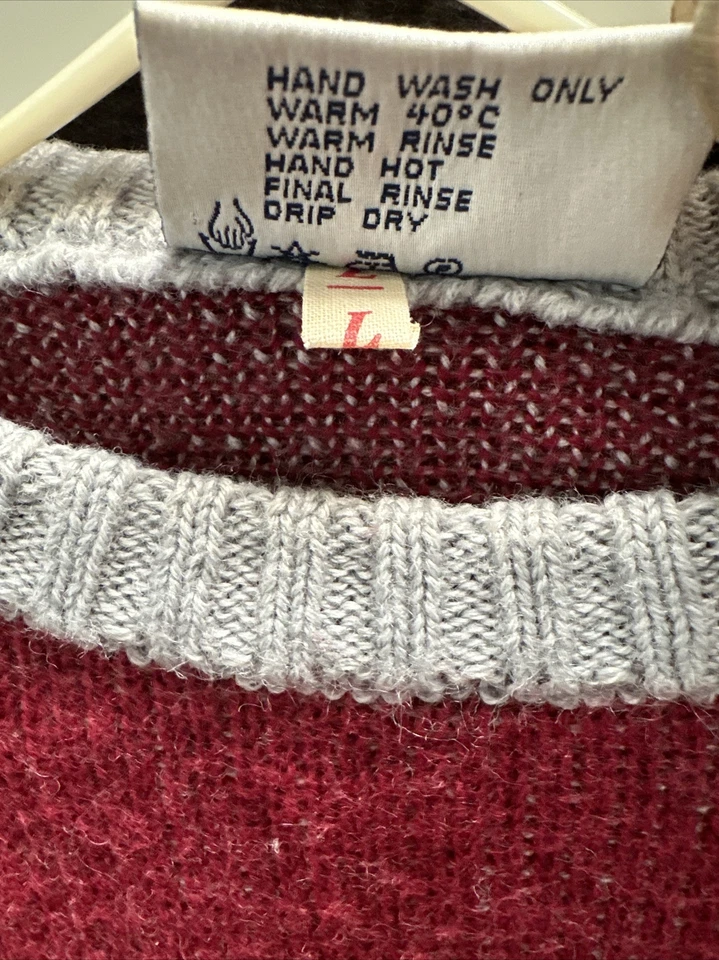 HAND WASH ONLY
WARM 40°C
WARM RINSE
HAND HOT
FINAL RINSE
DRIP DRY
L